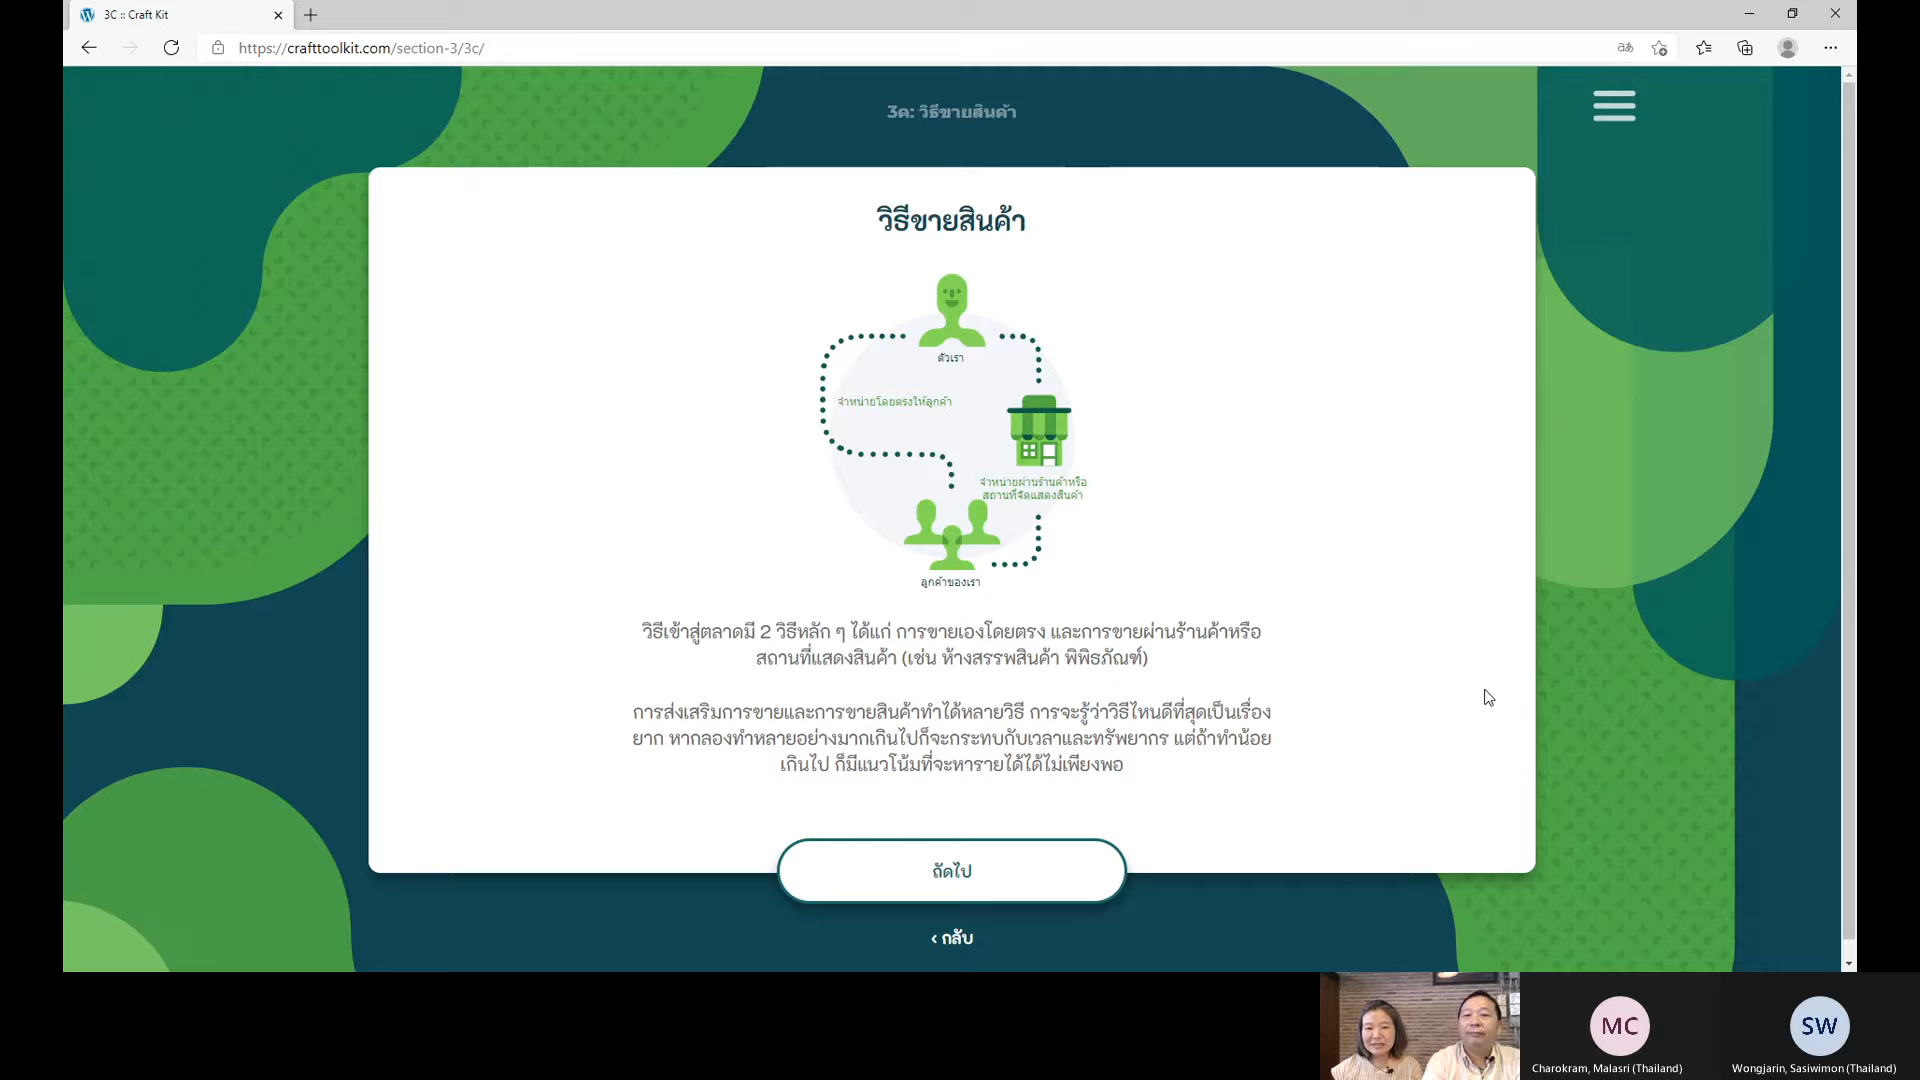 3C :: Craft Kit
https://crafttoolkit.com/section-3/3c/
3ค: วิธีขายสินค้า
วิธีขายสินค้า
ตัวเรา
จำหน่ายโดยตรงให้ลูกค้า
จำหน่ายผ่านร้านค้าหรือ
สถานที่จัดแสดงสินค้า
ลูกค้าของเรา
วิธีเข้าสู่ตลาดมี 2 วิธีหลัก ๆ ได้แก่ การขายเองโดยตรง และการขายผ่านร้านค้าหรือ
สถานที่แสดงสินค้า (เช่น ห้างสรรพสินค้า พิพิธภัณฑ์)
การส่งเสริมการขายและการขายสินค้าทำได้หลายวิธี การจะรู้ว่าวิธีไหนดีที่สุดเป็นเรื่อง
ยาก หากลองทำหลายอย่างมากเกินไปก็จะกระทบกับเวลาและทรัพยากร แต่ถ้าทำน้อย
เกินไป ก็มีแนวโน้มที่จะหารายได้ได้ไม่เพียงพอ
ถัดไป
‹ กลับ
MC
SW
Charokram, Malasri (Thailand)
Wongjarin, Sasiwimon (Thailand)